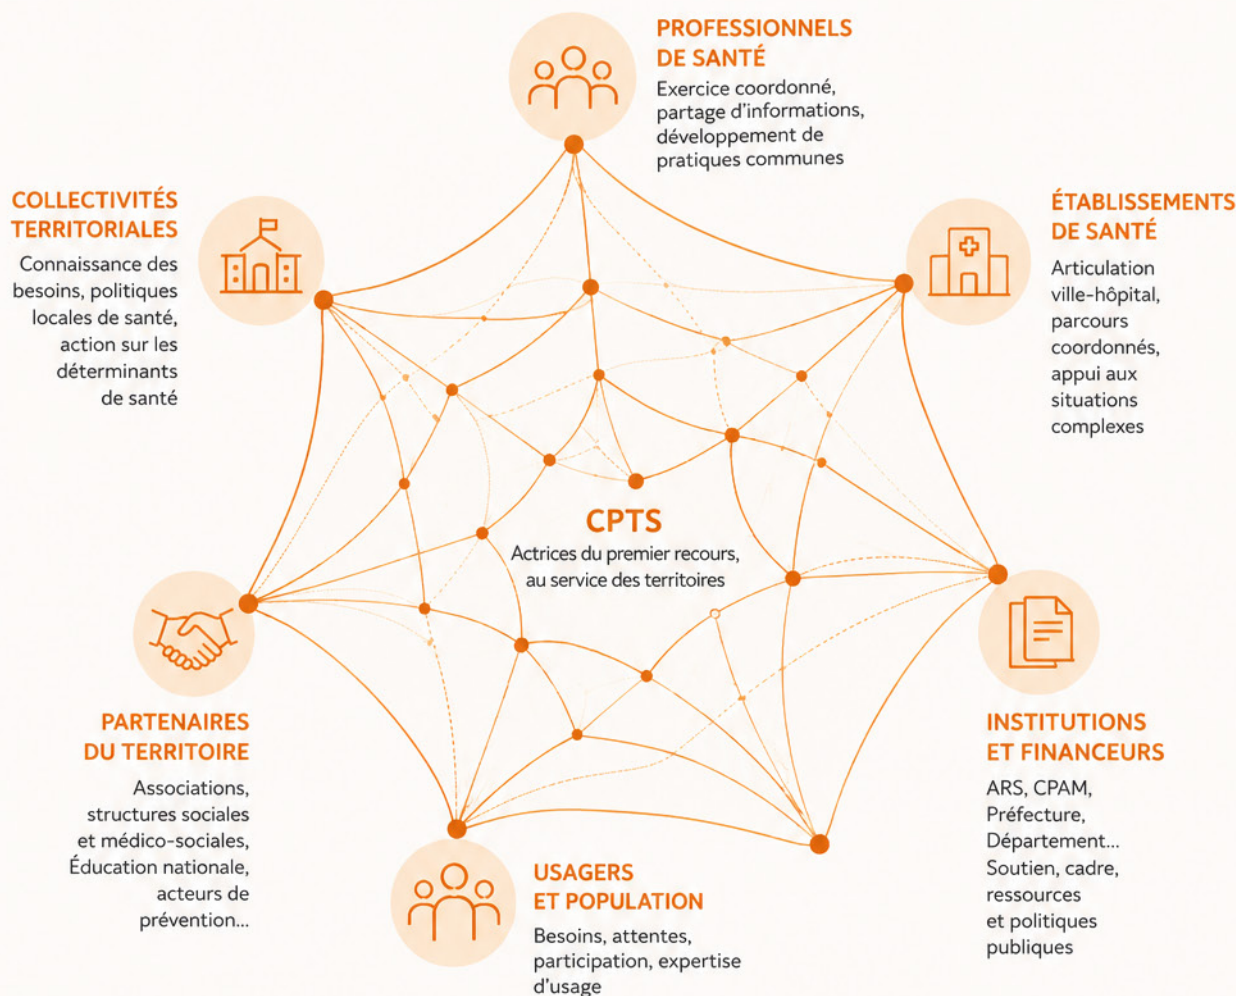 PROFESSIONNELS
DE SANTÉ
Exercice coordonné,
partage d'informations,
développement de
pratiques communes
COLLECTIVITÉS
TERRITORIALES
Connaissance des
besoins, politiques
locales de santé,
action sur les
déterminants
de santé
ÉTABLISSEMENTS
DE SANTÉ
Articulation
ville-hôpital,
parcours
coordonnés,
appui aux
situations
complexes
CPTS
Actrices du premier recours,
au service des territoires
PARTENAIRES
DU TERRITOIRE
Associations,
structures sociales
et médico-sociales,
Éducation nationale,
acteurs de
prévention...
INSTITUTIONS
ET FINANCEURS
ARS, CPAM,
Préfecture,
Département...
Soutien, cadre,
ressources
et politiques
publiques
USAGERS
ET POPULATION
Besoins, attentes,
participation, expertise
d'usage